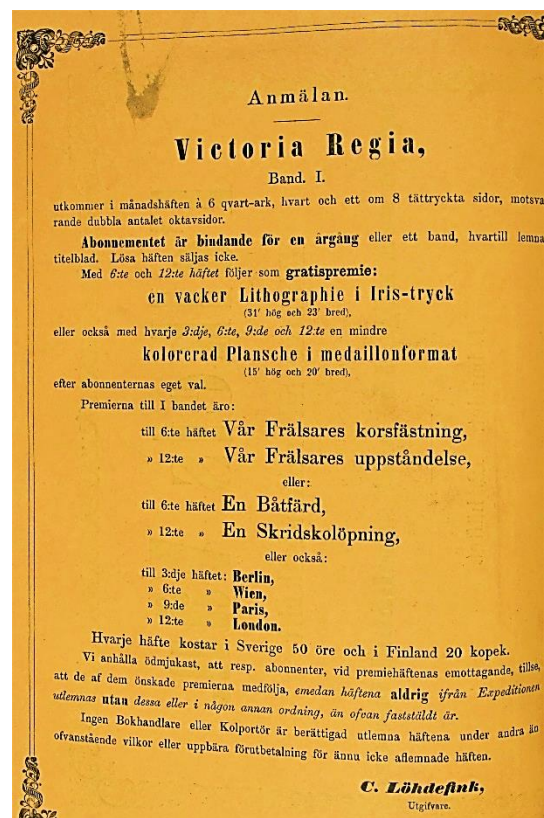 Anmälan.
Victoria Regia,
Band. I.
utkommer i månadshäften à 6 qvart-ark, hvart och ett om 8 tättryckta sidor, motsva
rande dubbla antalet oktavsidor.
Abonnementet är bindande för en årgång eller ett band, hvartill lemna
titelblad. Lösa häften säljas icke.
Med 6:te och 12:te häftet följer som gratispremie:
en vacker Lithographie i Iris-tryck
(31' hög och 23' bred),
eller också med hvarje 3:dje, 6:te, 9:de och 12:te en mindre
kolorerad Plansche i medaillonformat
(15' hög och 20' bred),
efter abonnenternas eget val.
Premierna till I bandet äro:
till 6:te häftet Vår Frälsares korsfästning,
» 12:te » Vår Frälsares uppståndelse,
eller:
till 6:te häftet En Båtfärd,
» 12:te » En Skridskolöpning,
eller också:
till 3:dje häftet: Berlin,
» 6:te » Wien,
» 9:de » Paris,
» 12:te » London.
Hvarje häfte kostar i Sverige 50 öre och i Finland 20 kopek.
Vi anhålla ödmjukast, att resp. abonnenter, vid premiehäftenas emottagande, tillse,
att de af dem önskade premierna medfölja, emedan häftena aldrig ifrån Expeditionen
utlemnas utan dessa eller i någon annan ordning, än ofvan faststäldt är.
Ingen Bokhandlare eller Kolportör är berättigad utlemna häftena under andra än
ofvanstående vilkor eller uppbära förutbetalning för ännu icke aflemnade häften.
C. Löhdefink,
Utgifvare.